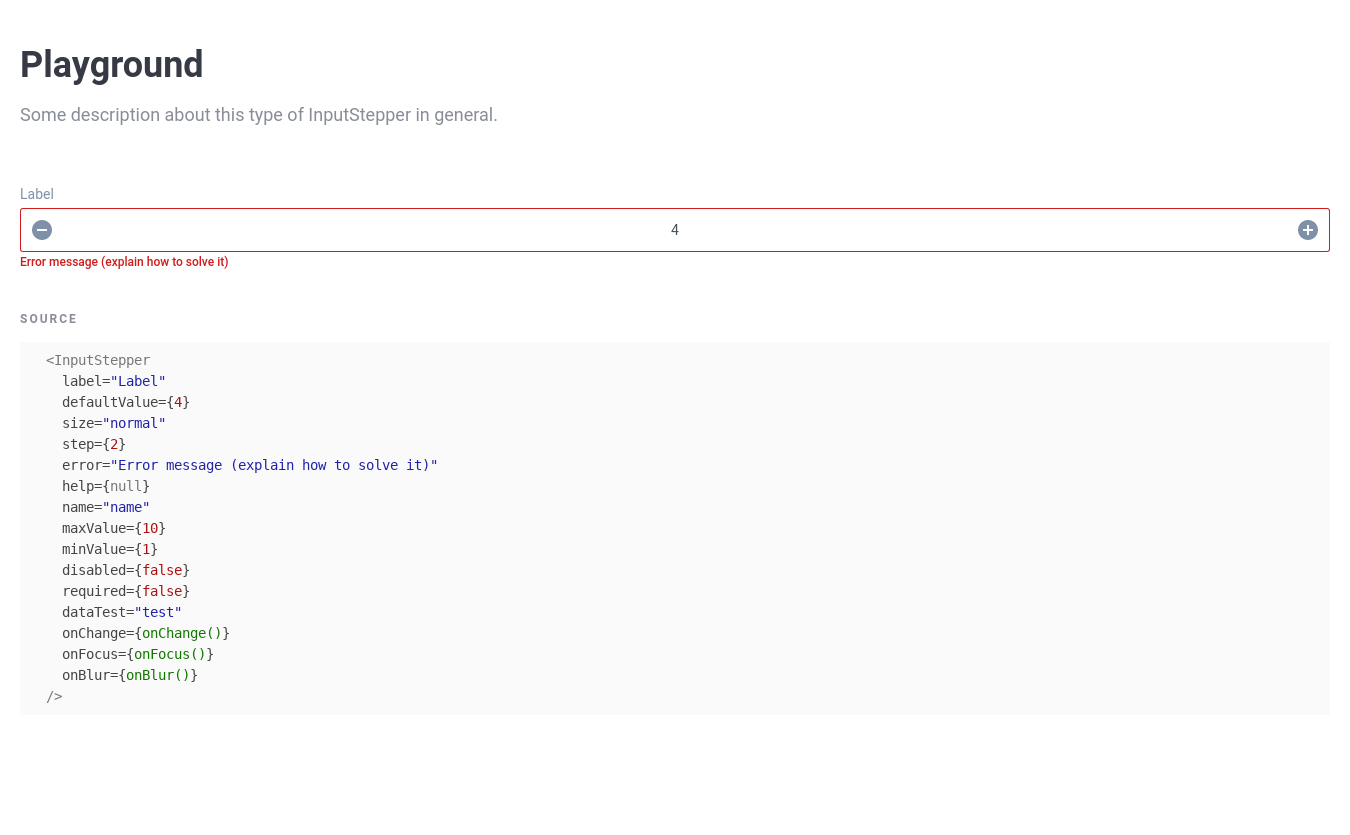 Playground
Some description about this type of InputStepper in general.
Label
4
Error message (explain how to solve it)
SOURCE
<InputStepper
  label="Label"
  defaultValue={4}
  size="normal"
  step={2}
  error="Error message (explain how to solve it)"
  help={null}
  name="name"
  maxValue={10}
  minValue={1}
  disabled={false}
  required={false}
  dataTest="test"
  onChange={onChange()}
  onFocus={onFocus()}
  onBlur={onBlur()}
/>